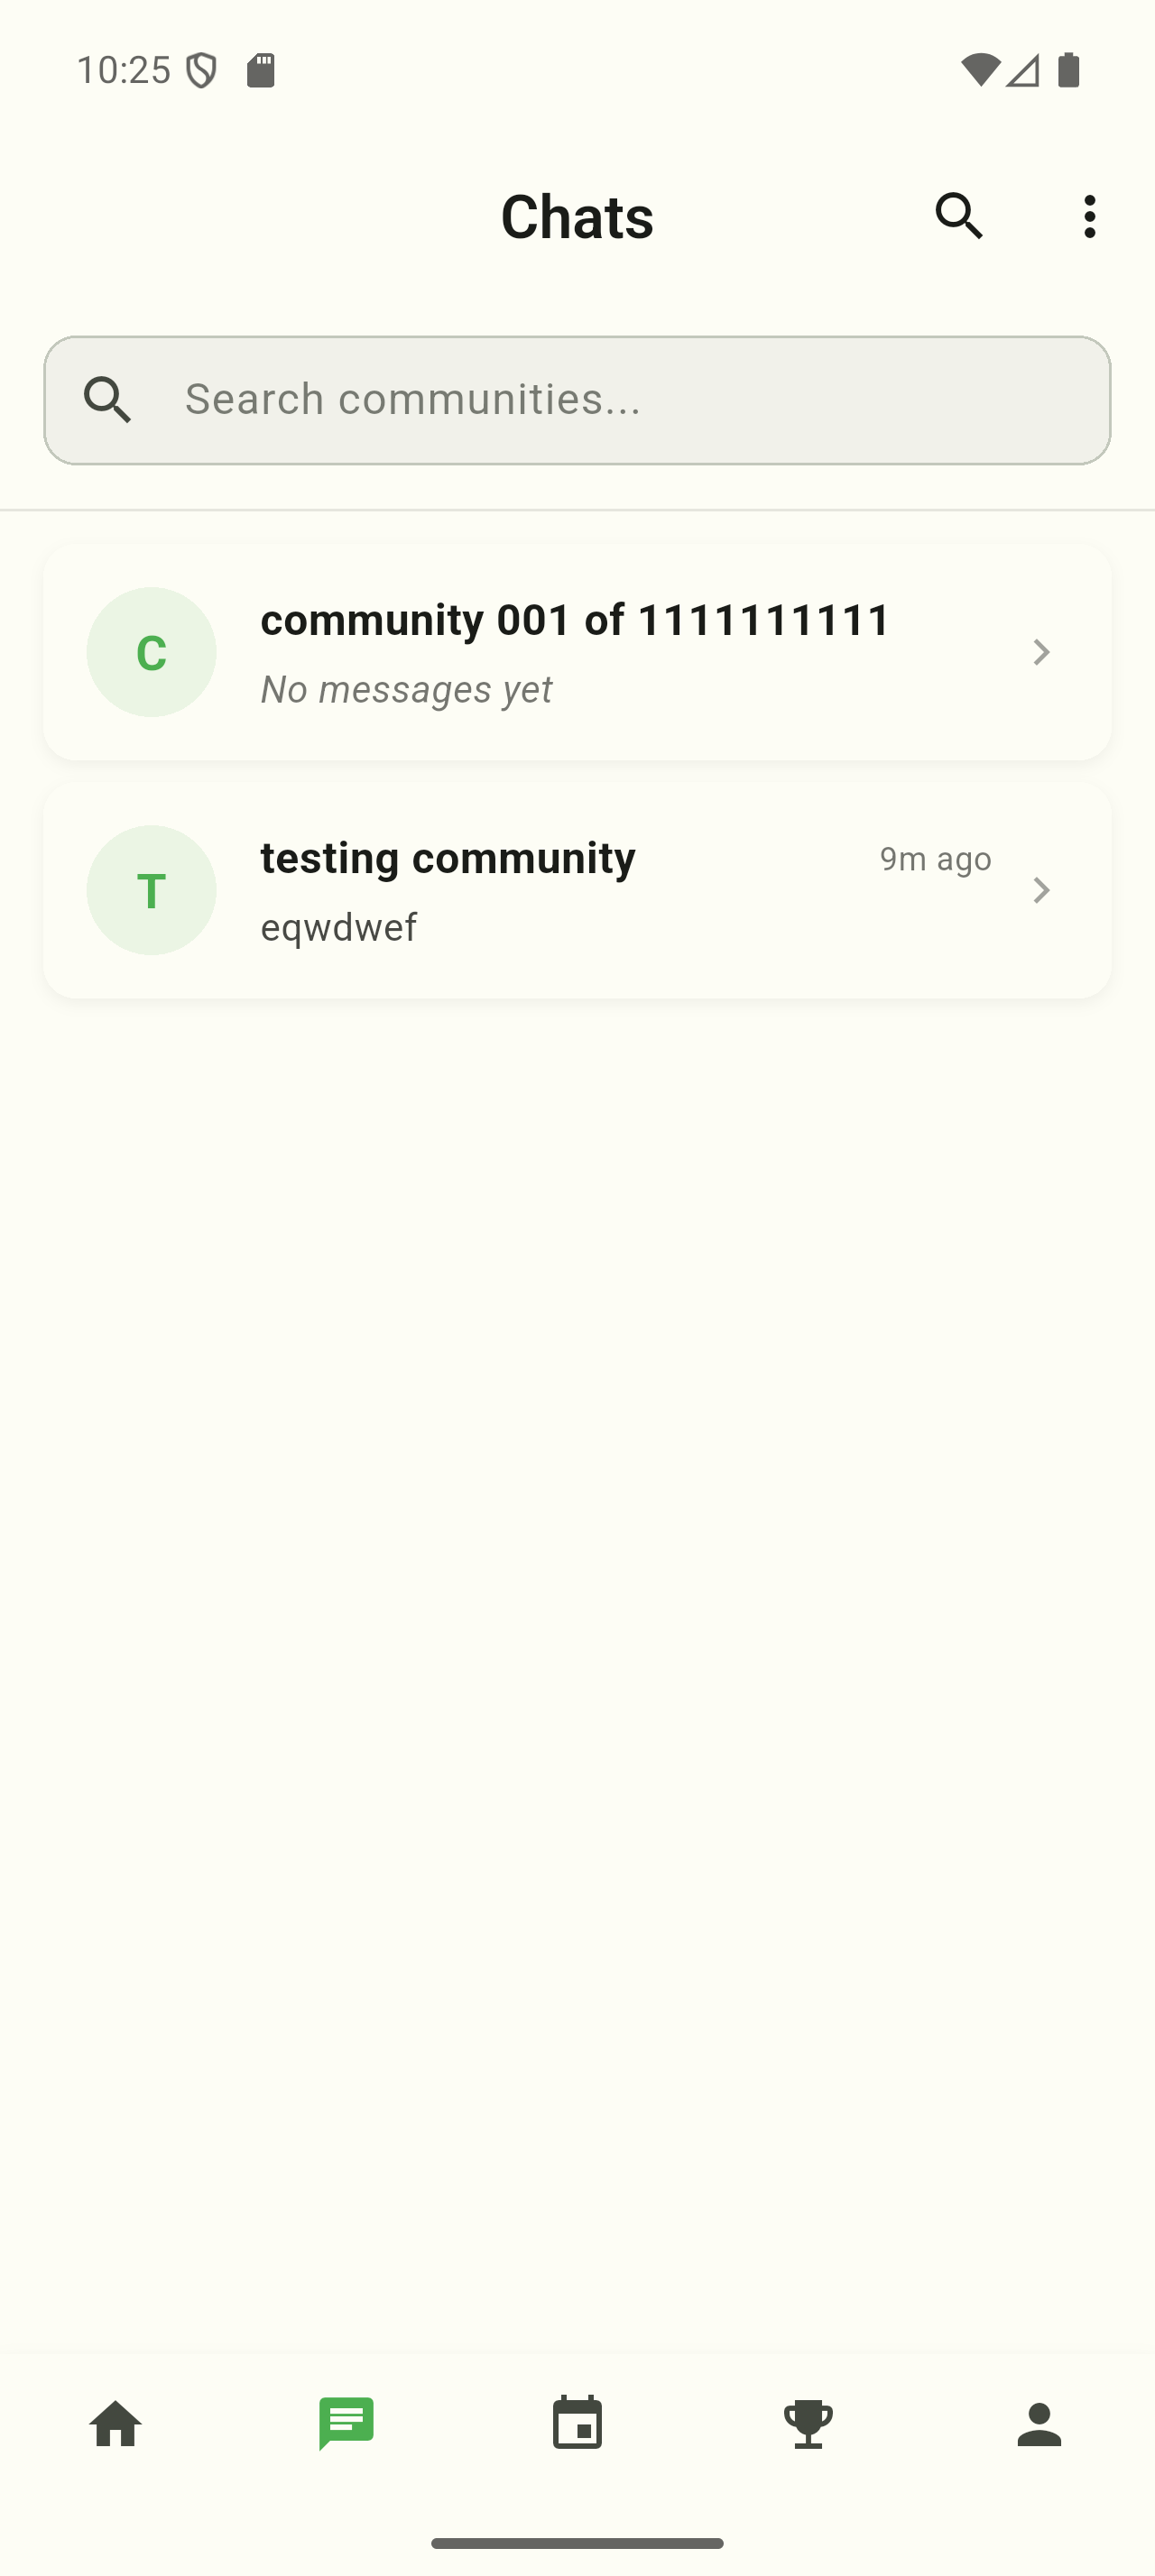 10:25
Chats
Search communities...
C
community 001 of 1111111111
No messages yet
T
testing community
9m ago
eqwdwef